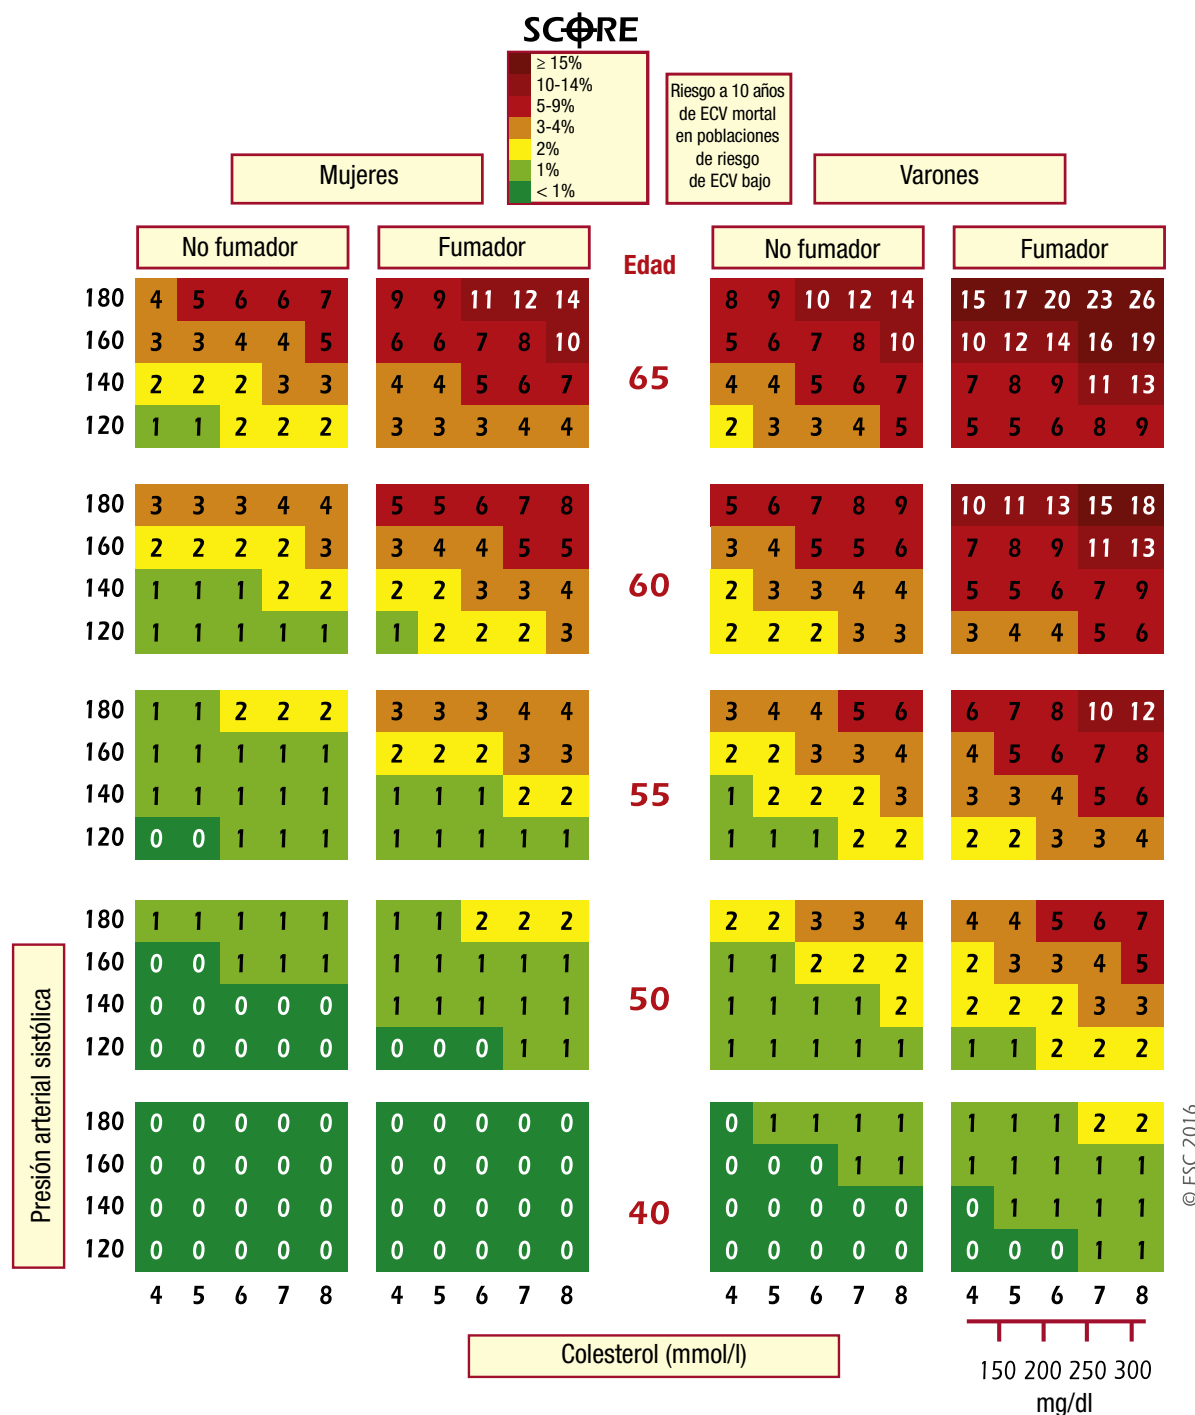 SCORE
≥ 15%
10-14%
5-9%
3-4%
2%
1%
< 1%
Riesgo a 10 años
de ECV mortal
en poblaciones
de riesgo
de ECV bajo
Mujeres
Varones
No fumador
Fumador
Edad
No fumador
Fumador
180 4 5 6 6 7 9 9 11 12 14 8 9 10 12 14 15 17 20 23 26
160 3 3 4 4 5 6 6 7 8 10 5 6 7 8 10 10 12 14 16 19
65
140 2 2 2 3 3 4 4 5 6 7 4 4 5 6 7 7 8 9 11 13
120 1 1 2 2 2 3 3 3 4 4 2 3 3 4 5 5 5 6 8 9
180 3 3 3 4 4 5 5 6 7 8 5 6 7 8 9 10 11 13 15 18
160 2 2 2 2 3 3 4 4 5 5 3 4 5 5 6 7 8 9 11 13
60
140 1 1 1 2 2 2 2 3 3 4 2 3 3 4 4 5 5 6 7 9
120 1 1 1 1 1 1 2 2 2 3 2 2 2 3 3 3 4 4 5 6
180 1 1 2 2 2 3 3 3 4 4 3 4 4 5 6 6 7 8 10 12
160 1 1 1 1 1 2 2 2 3 3 2 2 3 3 4 4 5 6 7 8
55
140 1 1 1 1 1 1 1 1 2 2 1 2 2 2 3 3 3 4 5 6
120 0 0 1 1 1 1 1 1 1 1 1 1 1 2 2 2 2 3 3 4
180 1 1 1 1 1 1 1 2 2 2 2 2 3 3 4 4 4 5 6 7
160 0 0 1 1 1 1 1 1 1 1 1 1 2 2 2 2 3 3 4 5
50
140 0 0 0 0 0 1 1 1 1 1 1 1 1 1 2 2 2 2 3 3
120 0 0 0 0 0 0 0 0 1 1 1 1 1 1 1 1 1 2 2 2
180 0 0 0 0 0 0 0 0 0 0 0 1 1 1 1 1 1 1 2 2
160 0 0 0 0 0 0 0 0 0 0 0 0 0 1 1 1 1 1 1 1
40
140 0 0 0 0 0 0 0 0 0 0 0 0 0 0 0 0 1 1 1 1
120 0 0 0 0 0 0 0 0 0 0 0 0 0 0 0 0 0 0 1 1
4 5 6 7 8 4 5 6 7 8 4 5 6 7 8 4 5 6 7 8
Presión arterial sistólica
Colesterol (mmol/l)
150 200 250 300
mg/dl
© ESC 2016